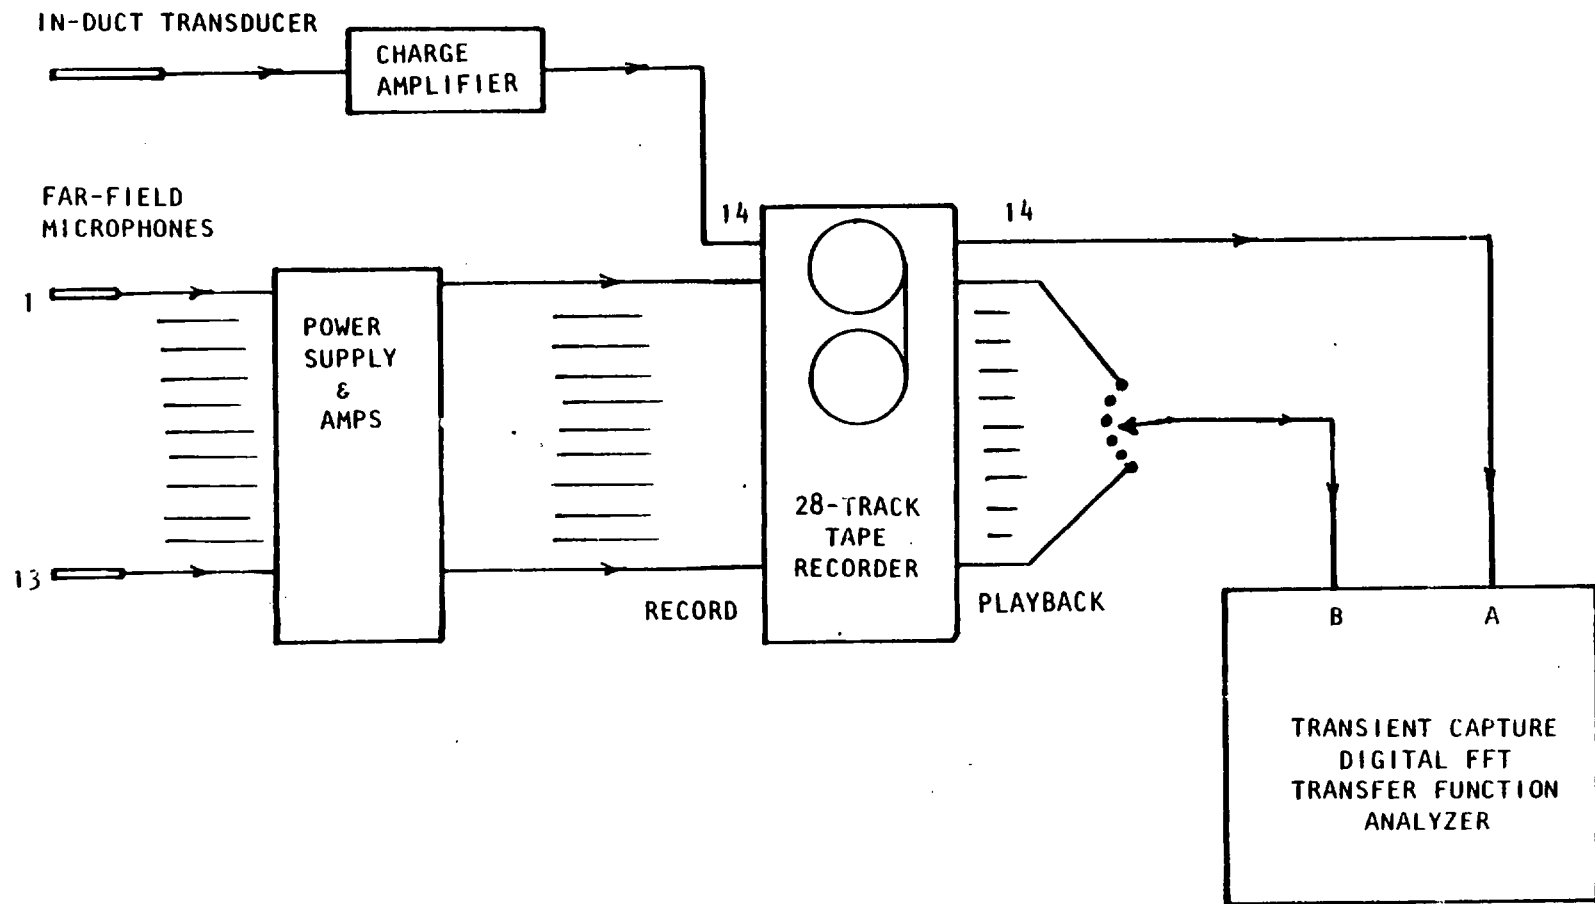 IN-DUCT TRANSDUCER
CHARGE
AMPLIFIER
FAR-FIELD
MICROPHONES
14
14
1
POWER
SUPPLY
&
AMPS
28-TRACK
TAPE
RECORDER
13
RECORD
PLAYBACK
B
A
TRANSIENT CAPTURE
DIGITAL FFT
TRANSFER FUNCTION
ANALYZER